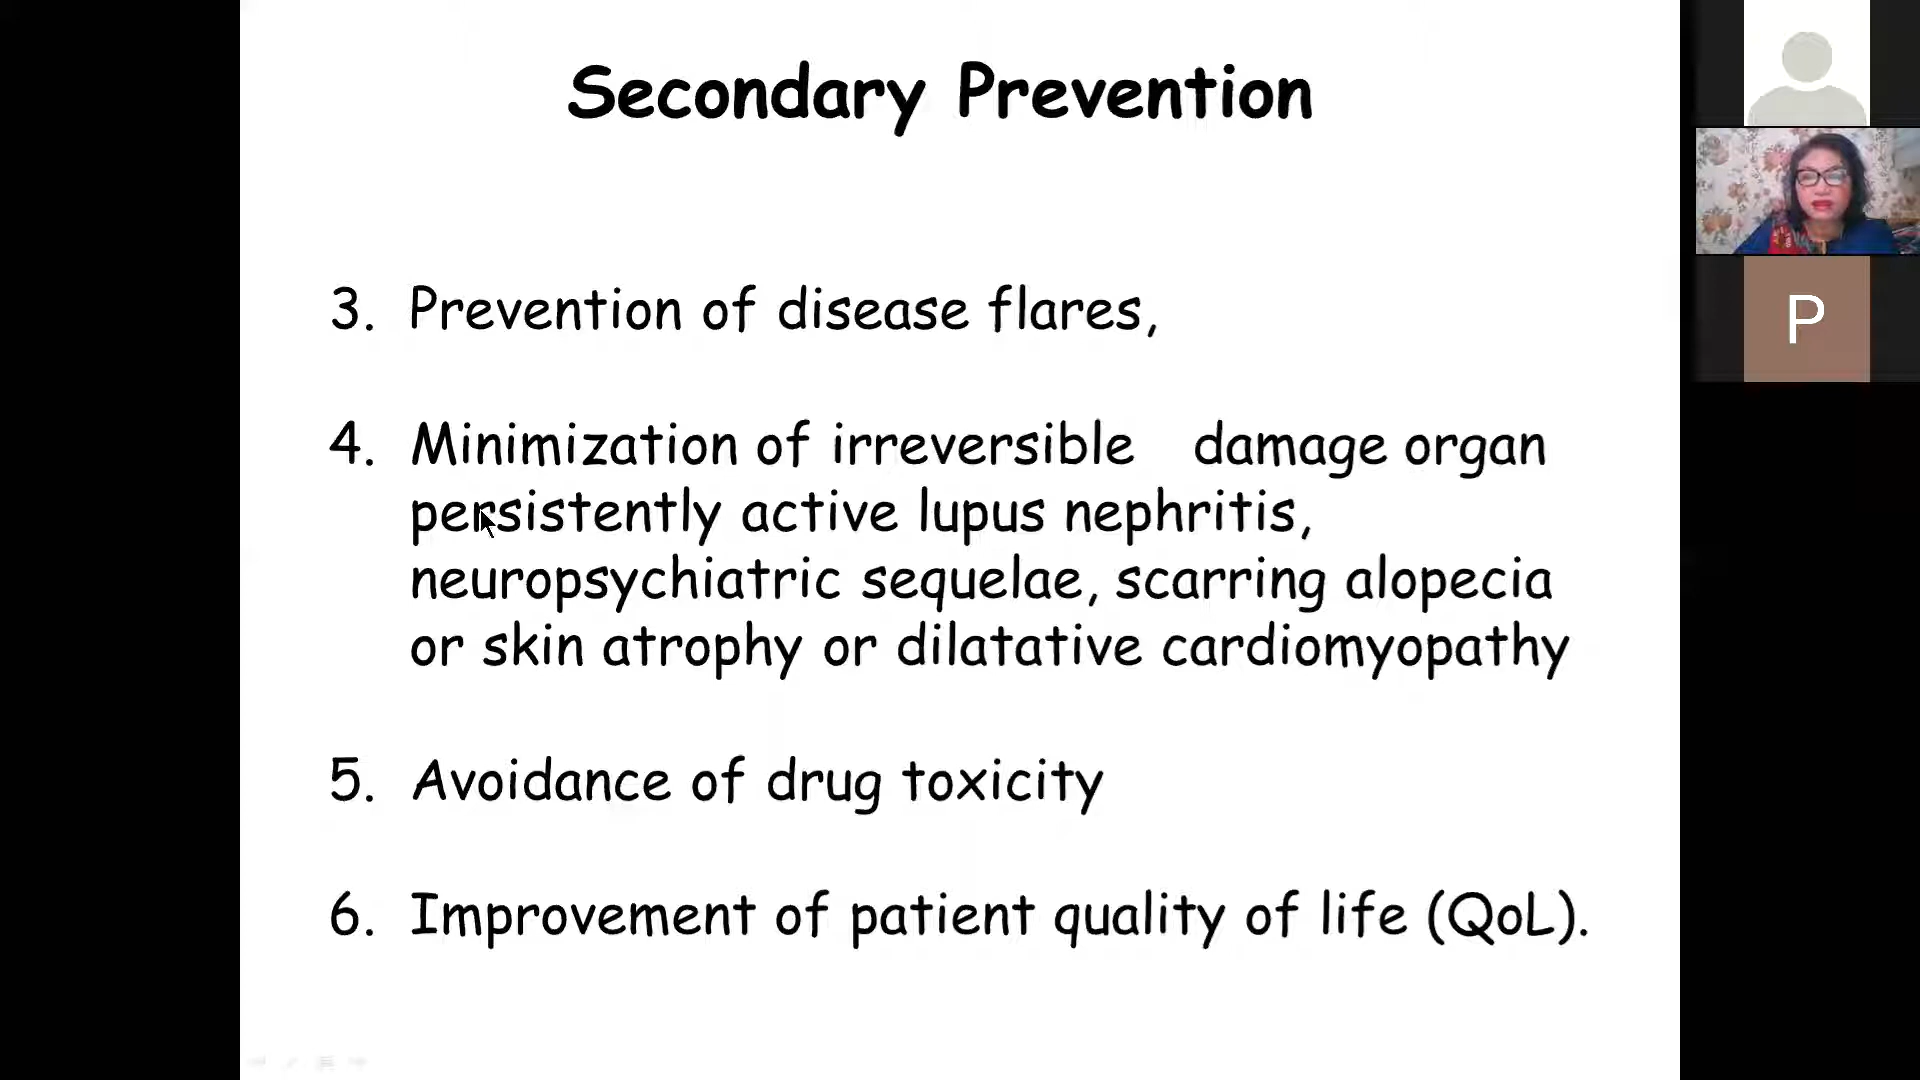 Secondary Prevention
3. Prevention of disease flares,
4. Minimization of irreversible damage organ
persistently active lupus nephritis,
neuropsychiatric sequelae, scarring alopecia
or skin atrophy or dilatative cardiomyopathy
5. Avoidance of drug toxicity
6. Improvement of patient quality of life (QoL).
P